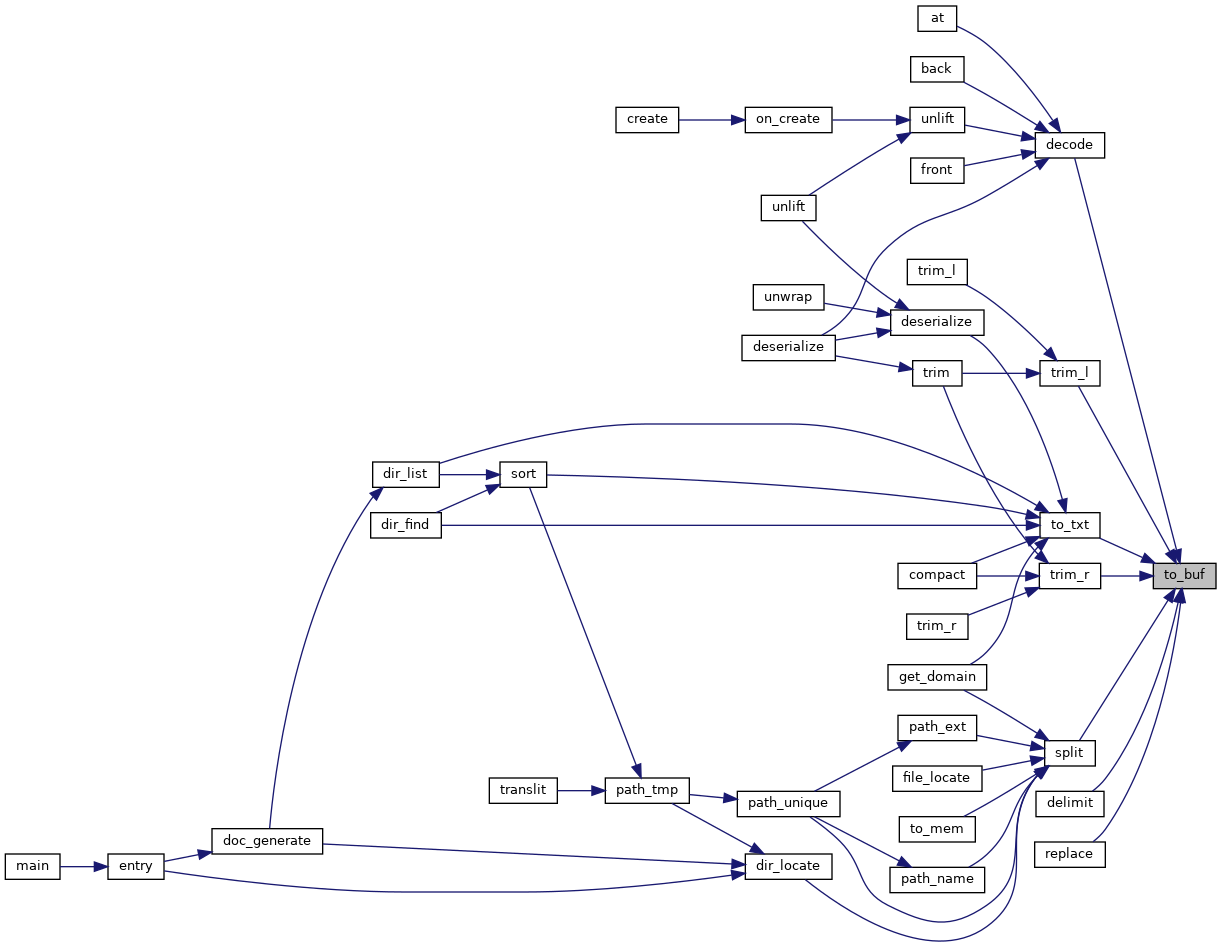 at
back
create
on_create
unlift
decode
front
unlift
trim_l
unwrap
deserialize
deserialize
trim
trim_l
dir_list
sort
dir_find
to_txt
compact
trim_r
to_buf
trim_r
get_domain
path_ext
split
file_locate
translit
path_tmp
path_unique
delimit
to_mem
doc_generate
replace
main
entry
dir_locate
path_name